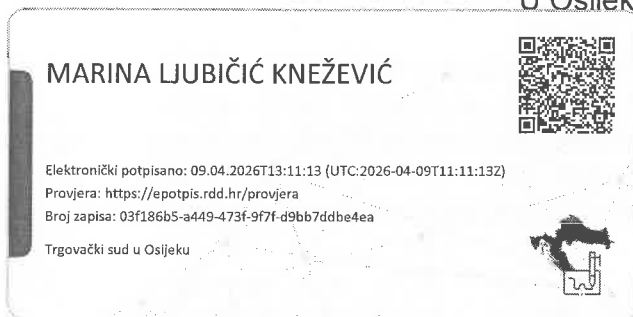 U Osijek
MARINA LJUBIČIĆ KNEŽEVIĆ
Elektronički potpisano: 09.04.2026T13:11:13 (UTC:2026-04-09T11:11:13Z)
Provjera: https://epotpis.rdd.hr/provjera
Broj zapisa: 03f186b5-a449-473f-9f7f-d9bb7ddbe4ea
Trgovački sud u Osijeku